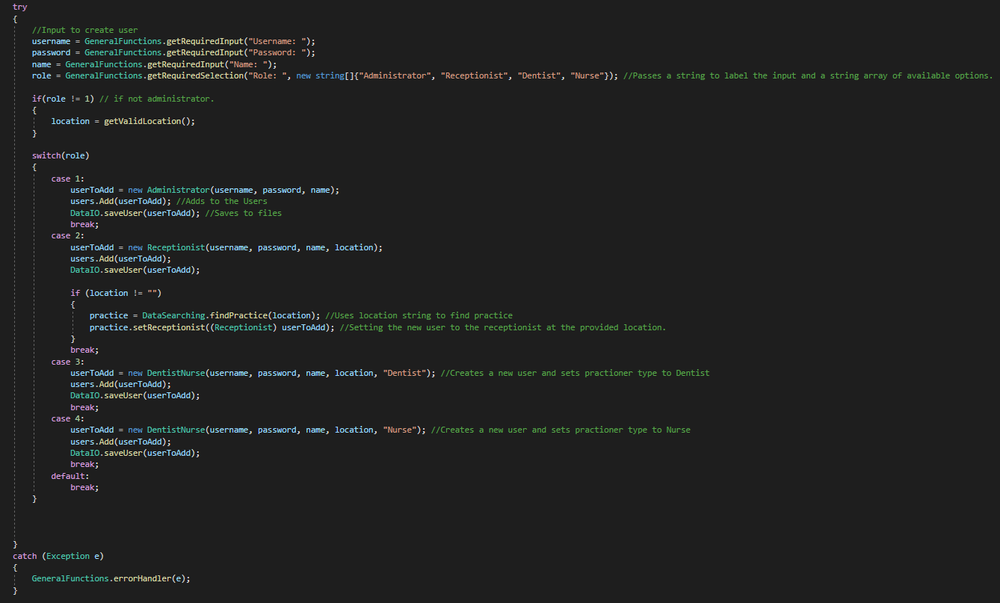 try
{
//Input to create user
username = GeneralFunctions.getRequiredInput("Username: ");
password = GeneralFunctions.getRequiredInput("Password: ");
name = GeneralFunctions.getRequiredInput("Name: ");
role = GeneralFunctions.getRequiredSelection("Role: ", new string[]{"Administrator", "Receptionist", "Dentist", "Nurse"}); //Passes a string to label the input and a string array of available options.
if(role != 1) // if not administrator.
{
location = getValidLocation();
}
switch(role)
{
case 1:
userToAdd = new Administrator(username, password, name);
users.Add(userToAdd); //Adds to the Users
DataIO.saveUser(userToAdd); //Saves to files
break;
case 2:
userToAdd = new Receptionist(username, password, name, location);
users.Add(userToAdd);
DataIO.saveUser(userToAdd);
if (location != "")
{
practice = DataSearching.findPractice(location); //Uses location string to find practice
practice.setReceptionist((Receptionist) userToAdd); //Setting the new user to the receptionist at the provided location.
}
break;
case 3:
userToAdd = new DentistNurse(username, password, name, location, "Dentist"); //Creates a new user and sets practioner type to Dentist
users.Add(userToAdd);
DataIO.saveUser(userToAdd);
break;
case 4:
userToAdd = new DentistNurse(username, password, name, location, "Nurse"); //Creates a new user and sets practioner type to Nurse
users.Add(userToAdd);
DataIO.saveUser(userToAdd);
break;
default:
break;
}
}
catch (Exception e)
{
GeneralFunctions.errorHandler(e);
}